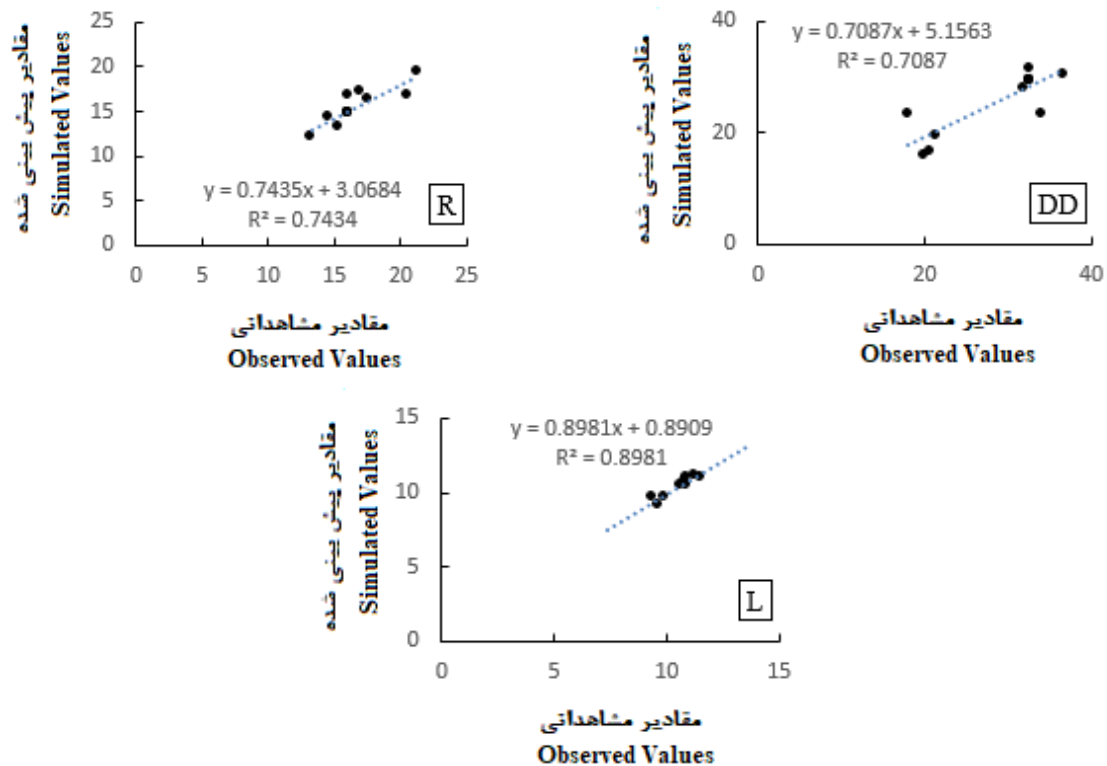 مقادیر پیش بینی شده
Simulated Values
25
20
15
10
5
0
y = 0.7435x + 3.0684
R² = 0.7434
R
0 5 10 15 20 25
مقادیر مشاهداتی
Observed Values
مقادیر پیش بینی شده
Simulated Values
40
20
0
y = 0.7087x + 5.1563
R² = 0.7087
DD
0 20 40
مقادیر مشاهداتی
Observed Values
مقادیر پیش بینی شده
Simulated Values
15
10
5
0
y = 0.8981x + 0.8909
R² = 0.8981
L
0 5 10 15
مقادیر مشاهداتی
Observed Values